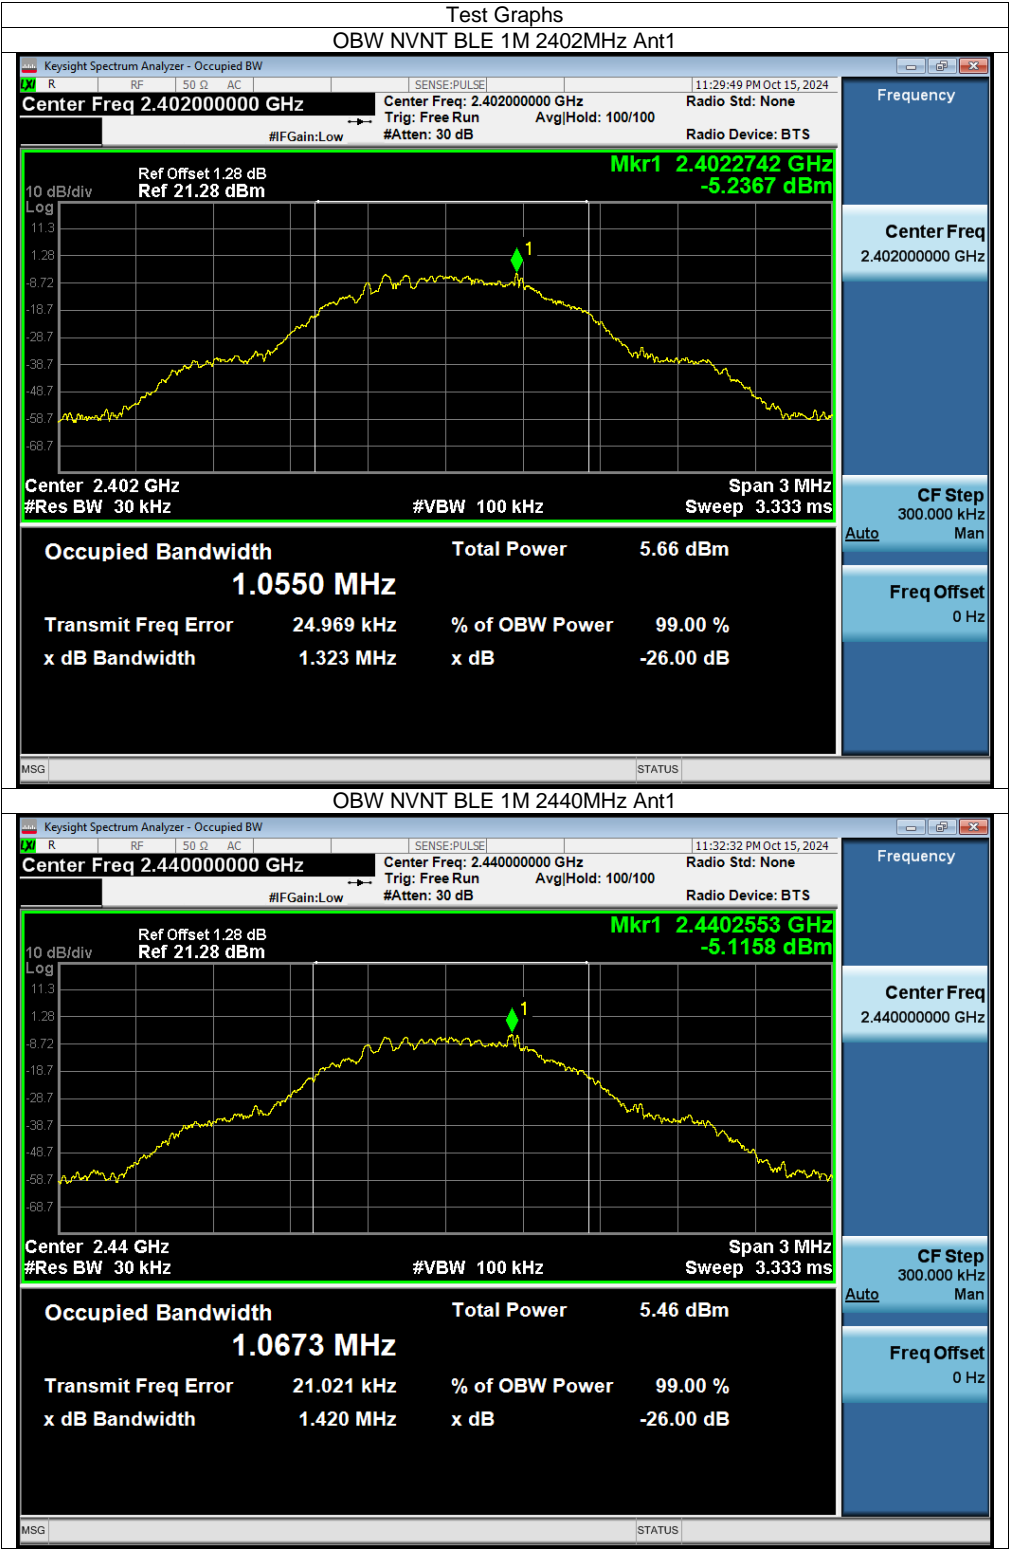 Test Graphs
OBW NVNT BLE 1M 2402MHz Ant1
Keysight Spectrum Analyzer - Occupied BW
LXI R RF 50 Ω AC SENSE:PULSE 11:29:49 PM Oct 15, 2024
Center Freq 2.402000000 GHz
Center Freq: 2.402000000 GHz
Radio Std: None
Trig: Free Run Avg|Hold: 100/100
#IFGain:Low #Atten: 30 dB Radio Device: BTS
Frequency
Mkr1 2.4022742 GHz
-5.2367 dBm
Ref Offset 1.28 dB
10 dB/div Ref 21.28 dBm
Log
11.3
1.28
-8.72
-18.7
-28.7
-38.7
-48.7
-58.7
-68.7
1
Center Freq
2.402000000 GHz
Center 2.402 GHz Span 3 MHz
#Res BW 30 kHz #VBW 100 kHz Sweep 3.333 ms
CF Step
300.000 kHz
Auto Man
Occupied Bandwidth Total Power 5.66 dBm
1.0550 MHz
Freq Offset
0 Hz
Transmit Freq Error 24.969 kHz % of OBW Power 99.00 %
x dB Bandwidth 1.323 MHz x dB -26.00 dB
MSG STATUS
OBW NVNT BLE 1M 2440MHz Ant1
Keysight Spectrum Analyzer - Occupied BW
LXI R RF 50 Ω AC SENSE:PULSE 11:32:32 PM Oct 15, 2024
Center Freq 2.440000000 GHz
Center Freq: 2.440000000 GHz
Radio Std: None
Trig: Free Run Avg|Hold: 100/100
#IFGain:Low #Atten: 30 dB Radio Device: BTS
Frequency
Mkr1 2.4402553 GHz
-5.1158 dBm
Ref Offset 1.28 dB
10 dB/div Ref 21.28 dBm
Log
11.3
1.28
-8.72
-18.7
-28.7
-38.7
-48.7
-58.7
-68.7
1
Center Freq
2.440000000 GHz
Center 2.44 GHz Span 3 MHz
#Res BW 30 kHz #VBW 100 kHz Sweep 3.333 ms
CF Step
300.000 kHz
Auto Man
Occupied Bandwidth Total Power 5.46 dBm
1.0673 MHz
Freq Offset
0 Hz
Transmit Freq Error 21.021 kHz % of OBW Power 99.00 %
x dB Bandwidth 1.420 MHz x dB -26.00 dB
MSG STATUS